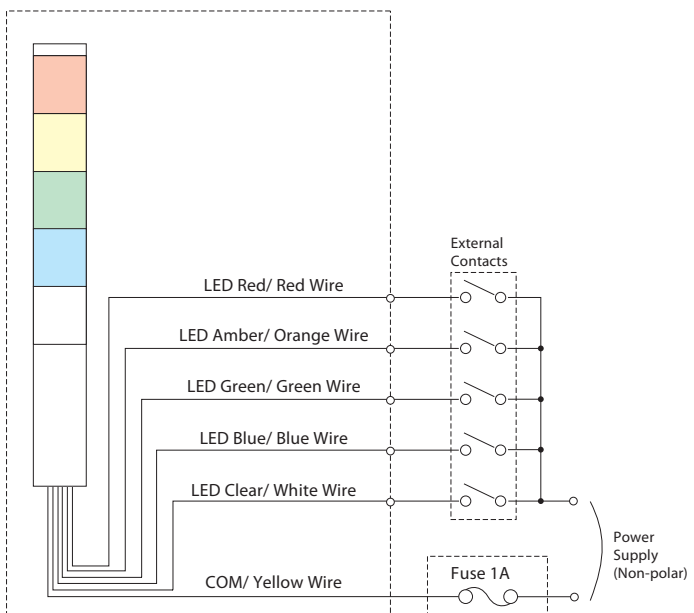 External
Contacts
LED Red/ Red Wire
LED Amber/ Orange Wire
LED Green/ Green Wire
LED Blue/ Blue Wire
LED Clear/ White Wire
Power
Supply
(Non-polar)
Fuse 1A
COM/ Yellow Wire